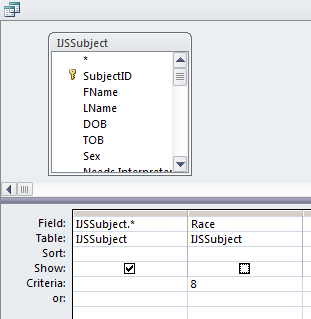 IJSSubject
*
SubjectID
FName
LName
DOB
TOB
Sex
Needs Interpreter
Field: IJSSubject.* Race
Table: IJSSubject IJSSubject
Sort:
Show:
Criteria: 8
or: